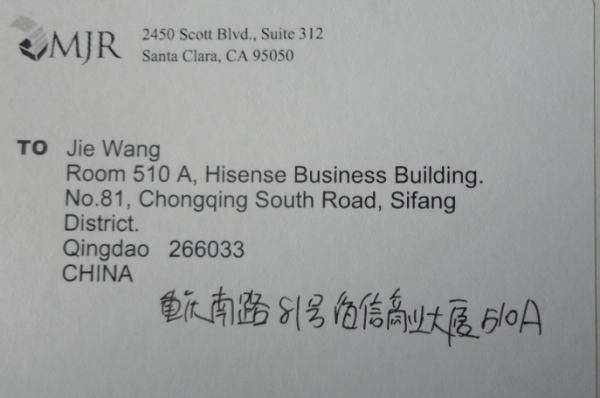 MJR
2450 Scott Blvd., Suite 312
Santa Clara, CA 95050
TO Jie Wang
Room 510 A, Hisense Business Building.
No.81, Chongqing South Road, Sifang
District.
Qingdao 266033
CHINA
重庆南路81号海信商业大厦510A